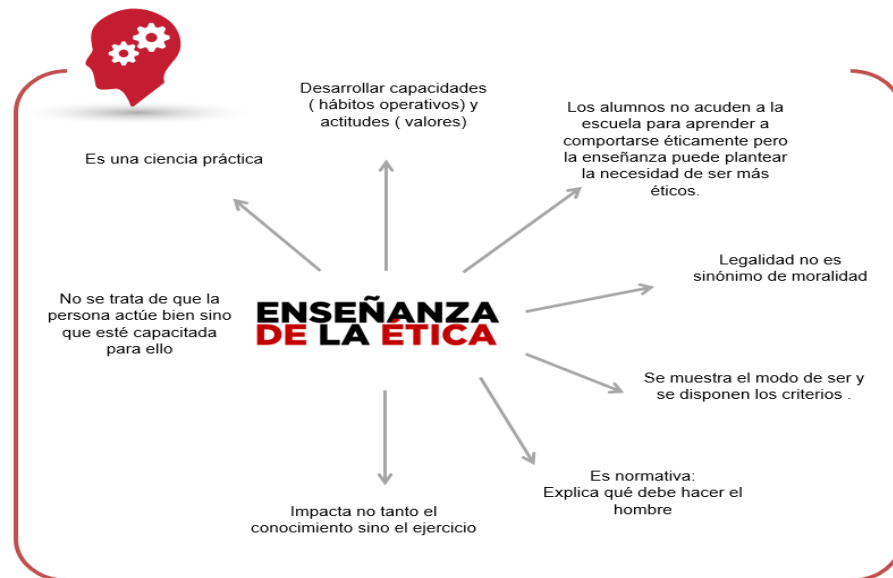 Desarrollar capacidades
( hábitos operativos) y
actitudes ( valores)
Los alumnos no acuden a la
escuela para aprender a
comportarse éticamente pero
la enseñanza puede plantear
la necesidad de ser más
éticos.
Es una ciencia práctica
Legalidad no es
sinónimo de moralidad
No se trata de que la
persona actúe bien sino
que esté capacitada
para ello
ENSEÑANZA
DE LA ÉTICA
Se muestra el modo de ser y
se disponen los criterios .
Es normativa:
Explica qué debe hacer el
hombre
Impacta no tanto el
conocimiento sino el ejercicio